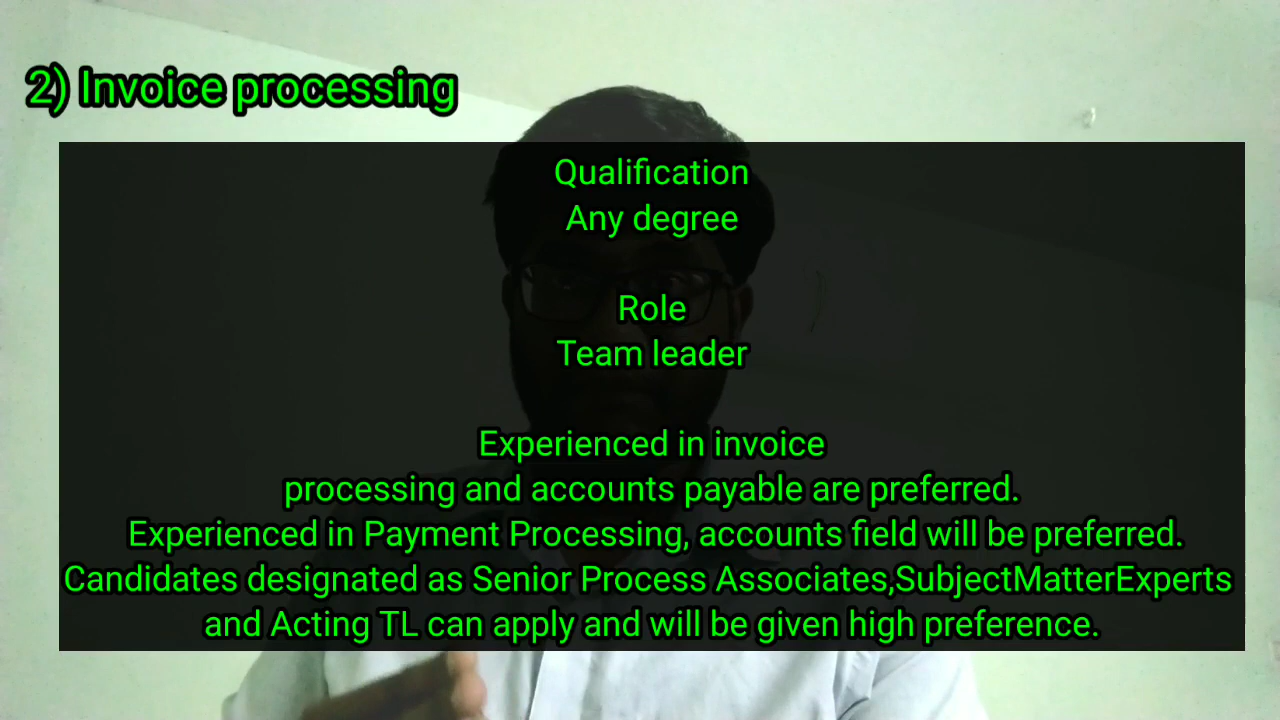 2) Invoice processing
Qualification
Any degree
Role
Team leader
Experienced in invoice
processing and accounts payable are preferred.
Experienced in Payment Processing, accounts field will be preferred.
Candidates designated as Senior Process Associates,SubjectMatterExperts
and Acting TL can apply and will be given high preference.